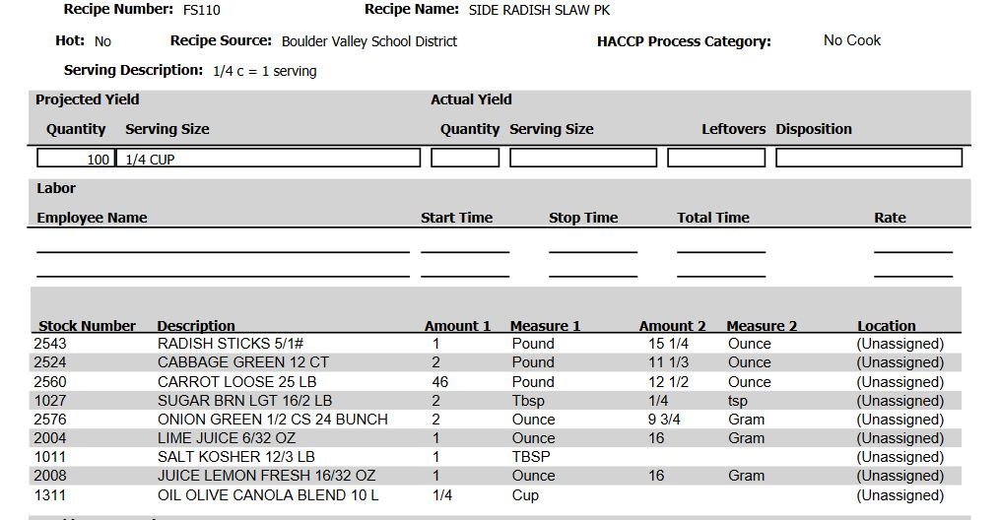 Recipe Number: FS110 Recipe Name: SIDE RADISH SLAW PK
Hot: No Recipe Source: Boulder Valley School District HACCP Process Category: No Cook
Serving Description: 1/4 c = 1 serving
Projected Yield Actual Yield
Quantity Serving Size Quantity Serving Size Leftovers Disposition
100 1/4 CUP
Labor
Employee Name Start Time Stop Time Total Time Rate
Stock Number Description Amount 1 Measure 1 Amount 2 Measure 2 Location
2543 RADISH STICKS 5/1# 1 Pound 15 1/4 Ounce (Unassigned)
2524 CABBAGE GREEN 12 CT 2 Pound 11 1/3 Ounce (Unassigned)
2560 CARROT LOOSE 25 LB 46 Pound 12 1/2 Ounce (Unassigned)
1027 SUGAR BRN LGT 16/2 LB 2 Tbsp 1/4 tsp (Unassigned)
2576 ONION GREEN 1/2 CS 24 BUNCH 2 Ounce 9 3/4 Gram (Unassigned)
2004 LIME JUICE 6/32 OZ 1 Ounce 16 Gram (Unassigned)
1011 SALT KOSHER 12/3 LB 1 TBSP (Unassigned)
2008 JUICE LEMON FRESH 16/32 OZ 1 Ounce 16 Gram (Unassigned)
1311 OIL OLIVE CANOLA BLEND 10 L 1/4 Cup (Unassigned)